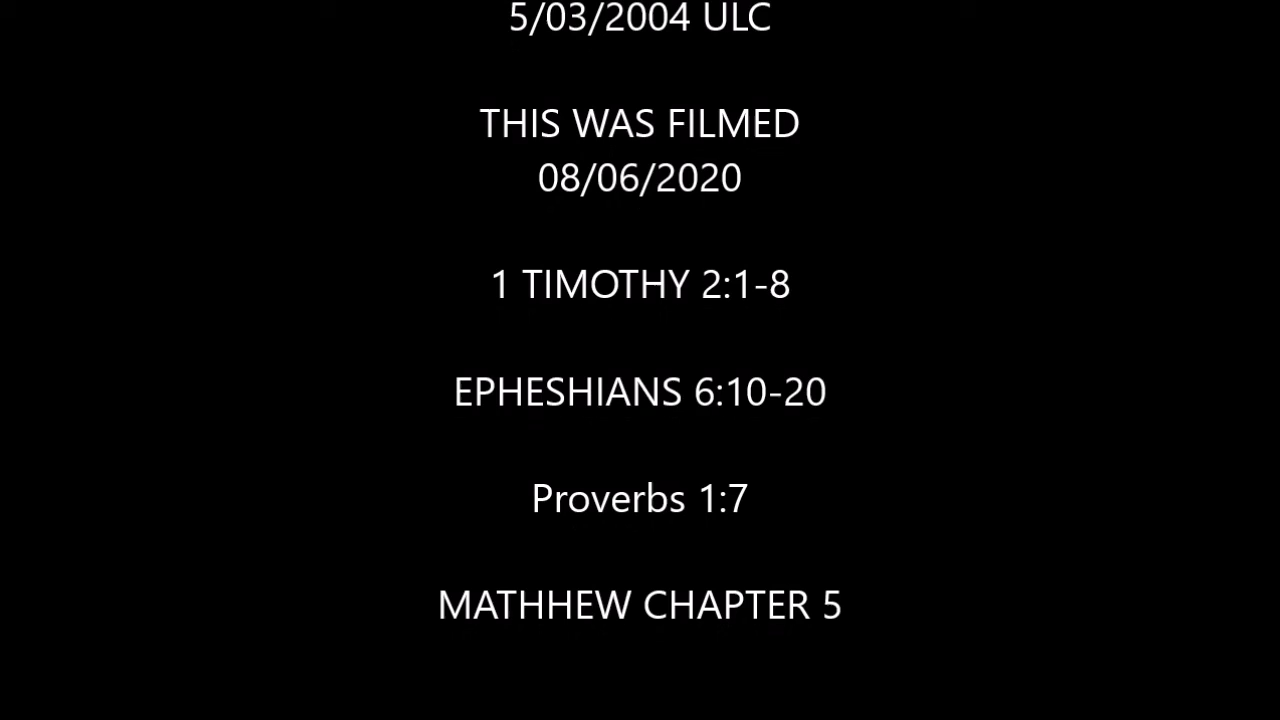 5/03/2004 ULC
THIS WAS FILMED
08/06/2020
1 TIMOTHY 2:1-8
EPHESHIANS 6:10-20
Proverbs 1:7
MATHHEW CHAPTER 5